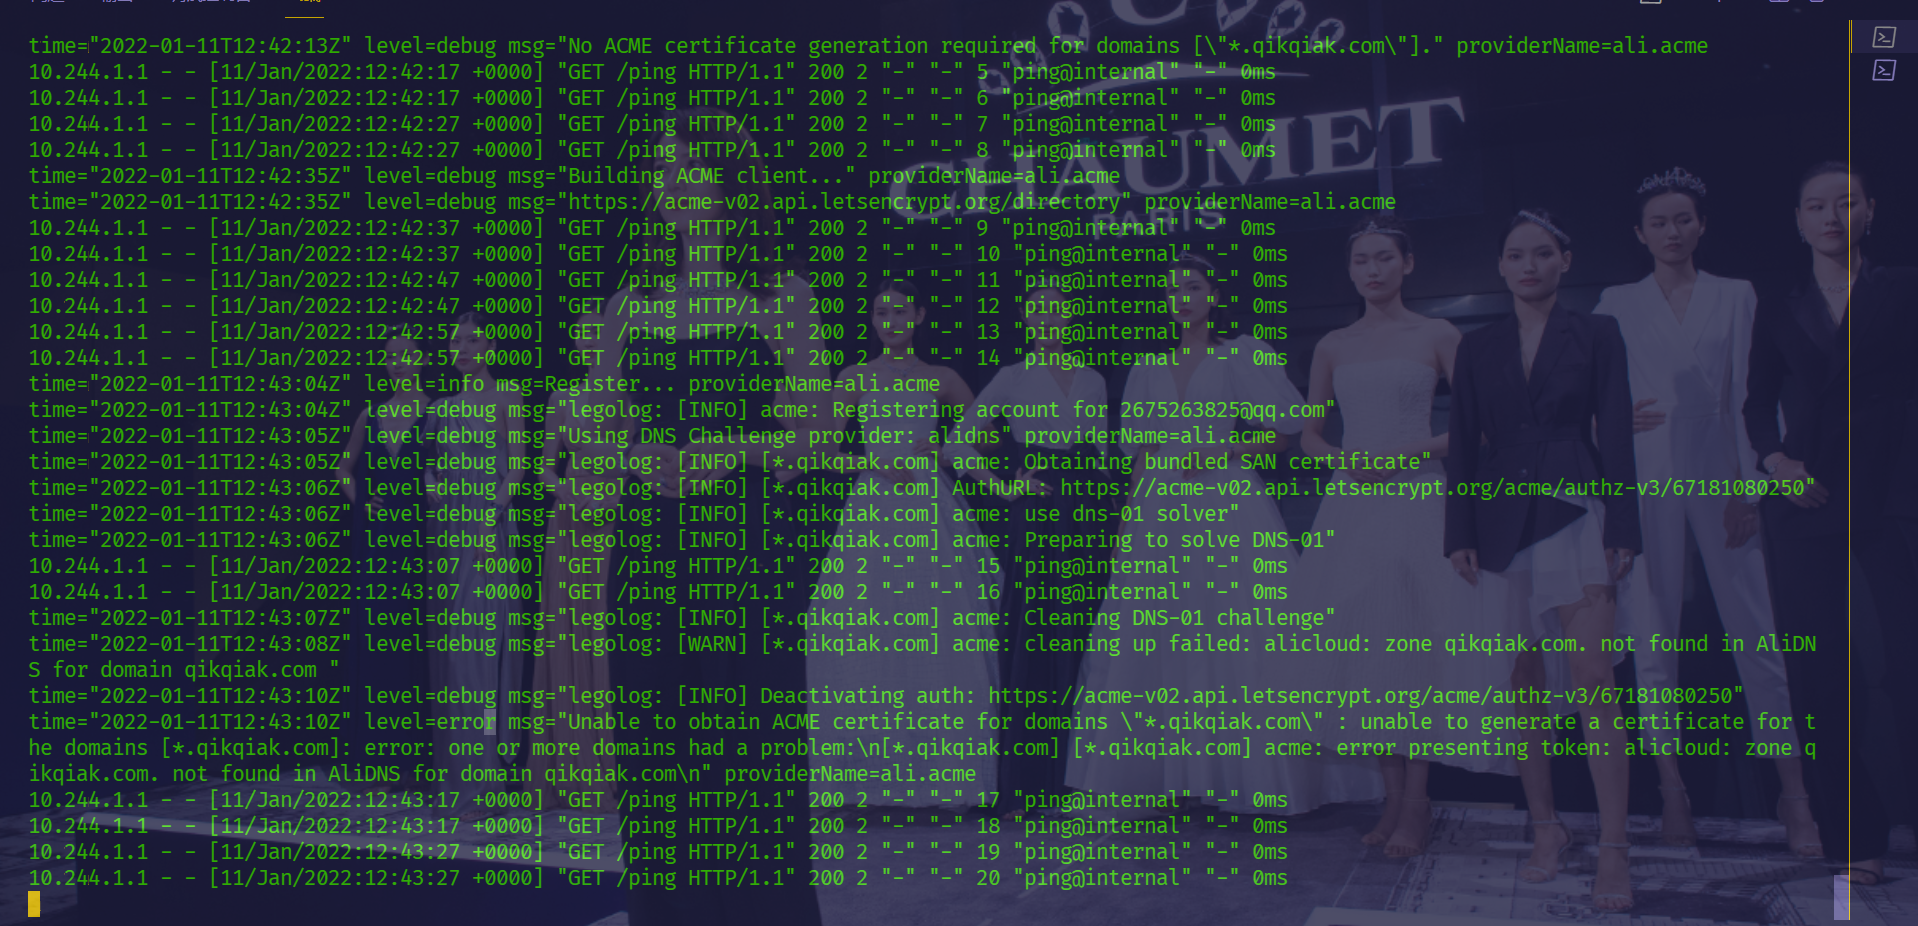 time="2022-01-11T12:42:13Z" level=debug msg="No ACME certificate generation required for domains [\"*.qikqiak.com\"]." providerName=ali.acme
10.244.1.1 - - [11/Jan/2022:12:42:17 +0000] "GET /ping HTTP/1.1" 200 2 "-" "-" 5 "ping@internal" "-" 0ms
10.244.1.1 - - [11/Jan/2022:12:42:17 +0000] "GET /ping HTTP/1.1" 200 2 "-" "-" 6 "ping@internal" "-" 0ms
10.244.1.1 - - [11/Jan/2022:12:42:27 +0000] "GET /ping HTTP/1.1" 200 2 "-" "-" 7 "ping@internal" "-" 0ms
10.244.1.1 - - [11/Jan/2022:12:42:27 +0000] "GET /ping HTTP/1.1" 200 2 "-" "-" 8 "ping@internal" "-" 0ms
time="2022-01-11T12:42:35Z" level=debug msg="Building ACME client..." providerName=ali.acme
time="2022-01-11T12:42:35Z" level=debug msg="https://acme-v02.api.letsencrypt.org/directory" providerName=ali.acme
10.244.1.1 - - [11/Jan/2022:12:42:37 +0000] "GET /ping HTTP/1.1" 200 2 "-" "-" 9 "ping@internal" "-" 0ms
10.244.1.1 - - [11/Jan/2022:12:42:37 +0000] "GET /ping HTTP/1.1" 200 2 "-" "-" 10 "ping@internal" "-" 0ms
10.244.1.1 - - [11/Jan/2022:12:42:47 +0000] "GET /ping HTTP/1.1" 200 2 "-" "-" 11 "ping@internal" "-" 0ms
10.244.1.1 - - [11/Jan/2022:12:42:47 +0000] "GET /ping HTTP/1.1" 200 2 "-" "-" 12 "ping@internal" "-" 0ms
10.244.1.1 - - [11/Jan/2022:12:42:57 +0000] "GET /ping HTTP/1.1" 200 2 "-" "-" 13 "ping@internal" "-" 0ms
10.244.1.1 - - [11/Jan/2022:12:42:57 +0000] "GET /ping HTTP/1.1" 200 2 "-" "-" 14 "ping@internal" "-" 0ms
time="2022-01-11T12:43:04Z" level=info msg=Register... providerName=ali.acme
time="2022-01-11T12:43:04Z" level=debug msg="legolog: [INFO] acme: Registering account for 2675263825@qq.com"
time="2022-01-11T12:43:05Z" level=debug msg="Using DNS Challenge provider: alidns" providerName=ali.acme
time="2022-01-11T12:43:05Z" level=debug msg="legolog: [INFO] [*.qikqiak.com] acme: Obtaining bundled SAN certificate"
time="2022-01-11T12:43:06Z" level=debug msg="legolog: [INFO] [*.qikqiak.com] AuthURL: https://acme-v02.api.letsencrypt.org/acme/authz-v3/67181080250"
time="2022-01-11T12:43:06Z" level=debug msg="legolog: [INFO] [*.qikqiak.com] acme: use dns-01 solver"
time="2022-01-11T12:43:06Z" level=debug msg="legolog: [INFO] [*.qikqiak.com] acme: Preparing to solve DNS-01"
10.244.1.1 - - [11/Jan/2022:12:43:07 +0000] "GET /ping HTTP/1.1" 200 2 "-" "-" 15 "ping@internal" "-" 0ms
10.244.1.1 - - [11/Jan/2022:12:43:07 +0000] "GET /ping HTTP/1.1" 200 2 "-" "-" 16 "ping@internal" "-" 0ms
time="2022-01-11T12:43:07Z" level=debug msg="legolog: [INFO] [*.qikqiak.com] acme: Cleaning DNS-01 challenge"
time="2022-01-11T12:43:08Z" level=debug msg="legolog: [WARN] [*.qikqiak.com] acme: cleaning up failed: alicloud: zone qikqiak.com. not found in AliDN
S for domain qikqiak.com "
time="2022-01-11T12:43:10Z" level=debug msg="legolog: [INFO] Deactivating auth: https://acme-v02.api.letsencrypt.org/acme/authz-v3/67181080250"
time="2022-01-11T12:43:10Z" level=error msg="Unable to obtain ACME certificate for domains \"*.qikqiak.com\" : unable to generate a certificate for t
he domains [*.qikqiak.com]: error: one or more domains had a problem:\n[*.qikqiak.com] [*.qikqiak.com] acme: error presenting token: alicloud: zone q
ikqiak.com. not found in AliDNS for domain qikqiak.com\n" providerName=ali.acme
10.244.1.1 - - [11/Jan/2022:12:43:17 +0000] "GET /ping HTTP/1.1" 200 2 "-" "-" 17 "ping@internal" "-" 0ms
10.244.1.1 - - [11/Jan/2022:12:43:17 +0000] "GET /ping HTTP/1.1" 200 2 "-" "-" 18 "ping@internal" "-" 0ms
10.244.1.1 - - [11/Jan/2022:12:43:27 +0000] "GET /ping HTTP/1.1" 200 2 "-" "-" 19 "ping@internal" "-" 0ms
10.244.1.1 - - [11/Jan/2022:12:43:27 +0000] "GET /ping HTTP/1.1" 200 2 "-" "-" 20 "ping@internal" "-" 0ms
CHAUMET
PARIS